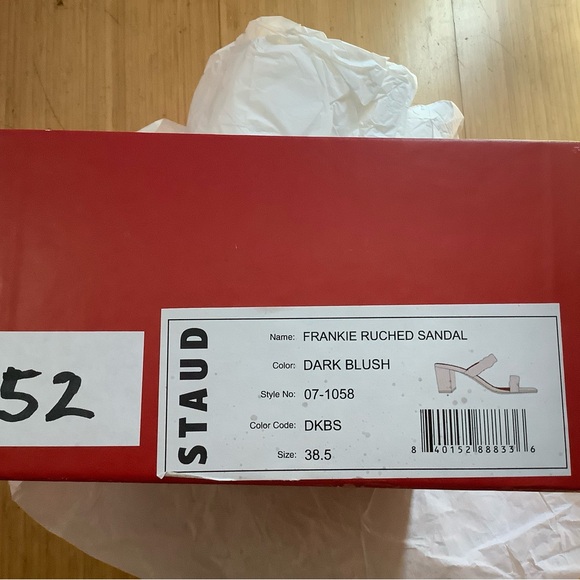 52
STAUD
Name: FRANKIE RUCHED SANDAL
Color: DARK BLUSH
Style No: 07-1058
Color Code: DKBS
Size: 38.5
8 40152 88833 6